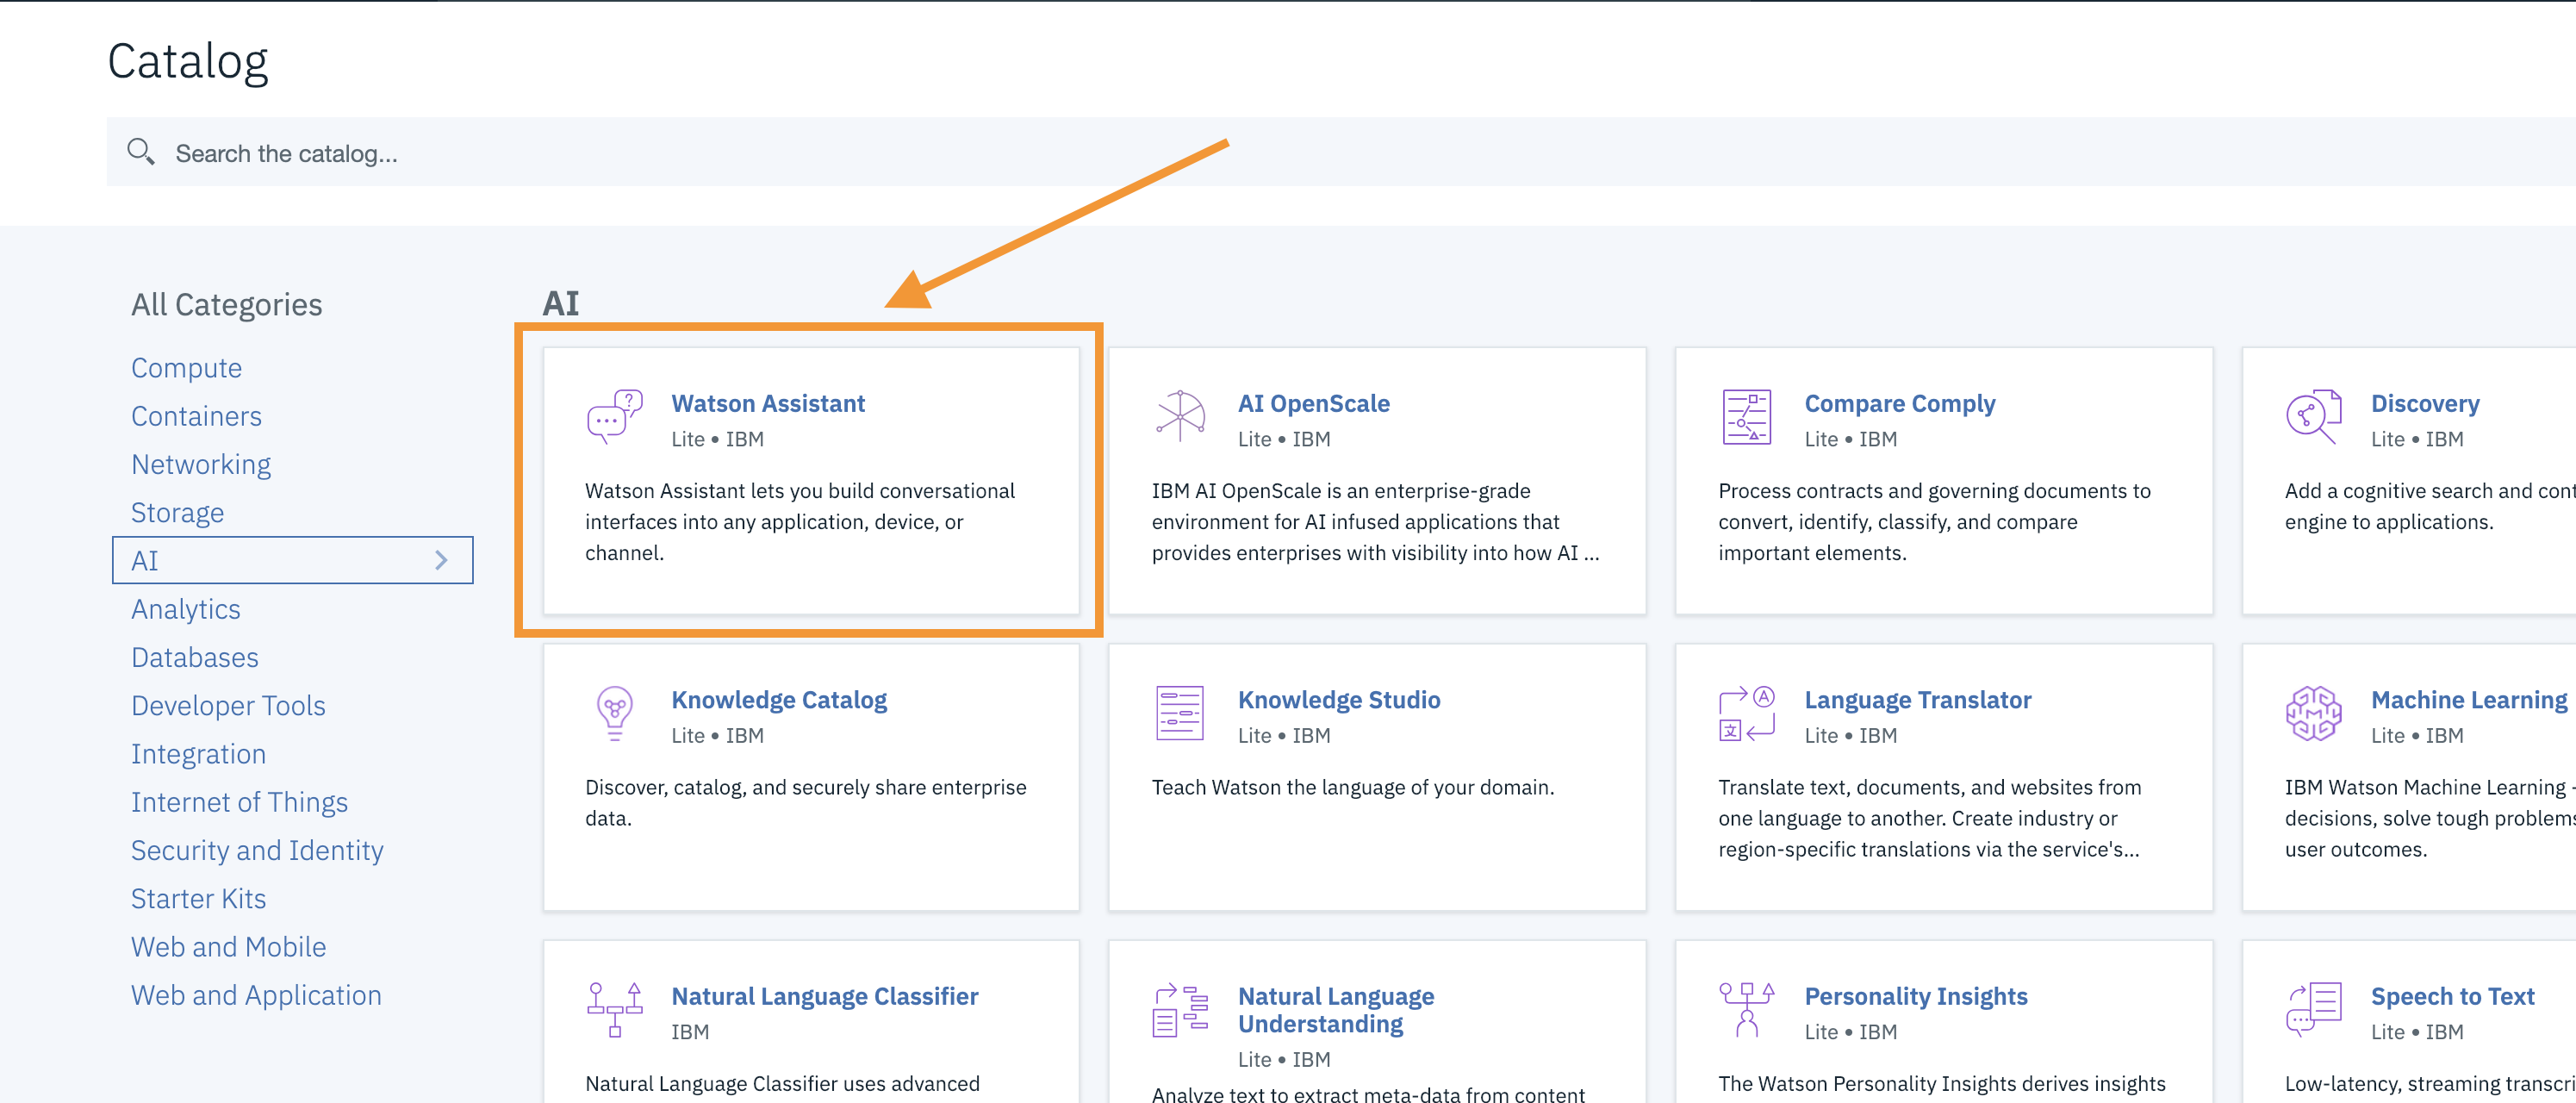 Catalog
Search the catalog...
All Categories
Compute
Containers
Networking
Storage
AI
Analytics
Databases
Developer Tools
Integration
Internet of Things
Security and Identity
Starter Kits
Web and Mobile
Web and Application
AI
Watson Assistant
Lite • IBM
Watson Assistant lets you build conversational
interfaces into any application, device, or
channel.
AI OpenScale
Lite • IBM
IBM AI OpenScale is an enterprise-grade
environment for AI infused applications that
provides enterprises with visibility into how AI ...
Compare Comply
Lite • IBM
Process contracts and governing documents to
convert, identify, classify, and compare
important elements.
Discovery
Lite • IBM
Add a cognitive search and
engine to applications.
Knowledge Catalog
Lite • IBM
Discover, catalog, and securely share enterprise
data.
Knowledge Studio
Lite • IBM
Teach Watson the language of your domain.
Language Translator
Lite • IBM
Translate text, documents, and websites from
one language to another. Create industry or
region-specific translations via the service's...
Machine Learning
Lite • IBM
IBM Watson Machine Learning -
decisions, solve tough problems
user outcomes.
Natural Language Classifier
IBM
Natural Language Classifier uses advanced
Natural Language
Understanding
Lite • IBM
Analyze text to extract meta-data from content
Personality Insights
Lite • IBM
The Watson Personality Insights derives insights
Speech to Text
Lite • IBM
Low-latency, streaming